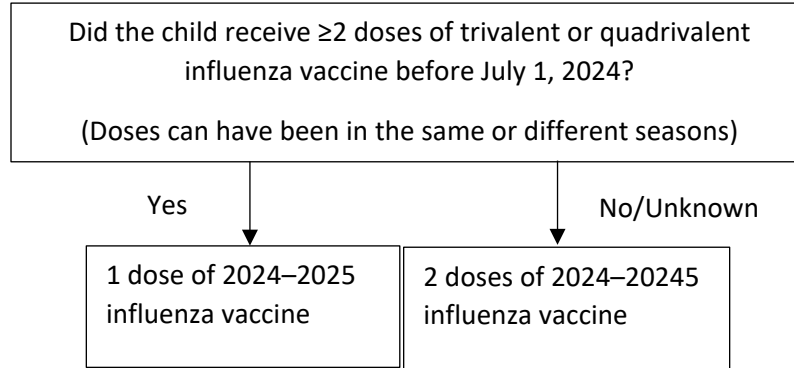 Did the child receive ≥2 doses of trivalent or quadrivalent
influenza vaccine before July 1, 2024?
(Doses can have been in the same or different seasons)
Yes
No/Unknown
1 dose of 2024–2025
influenza vaccine
2 doses of 2024–20245
influenza vaccine